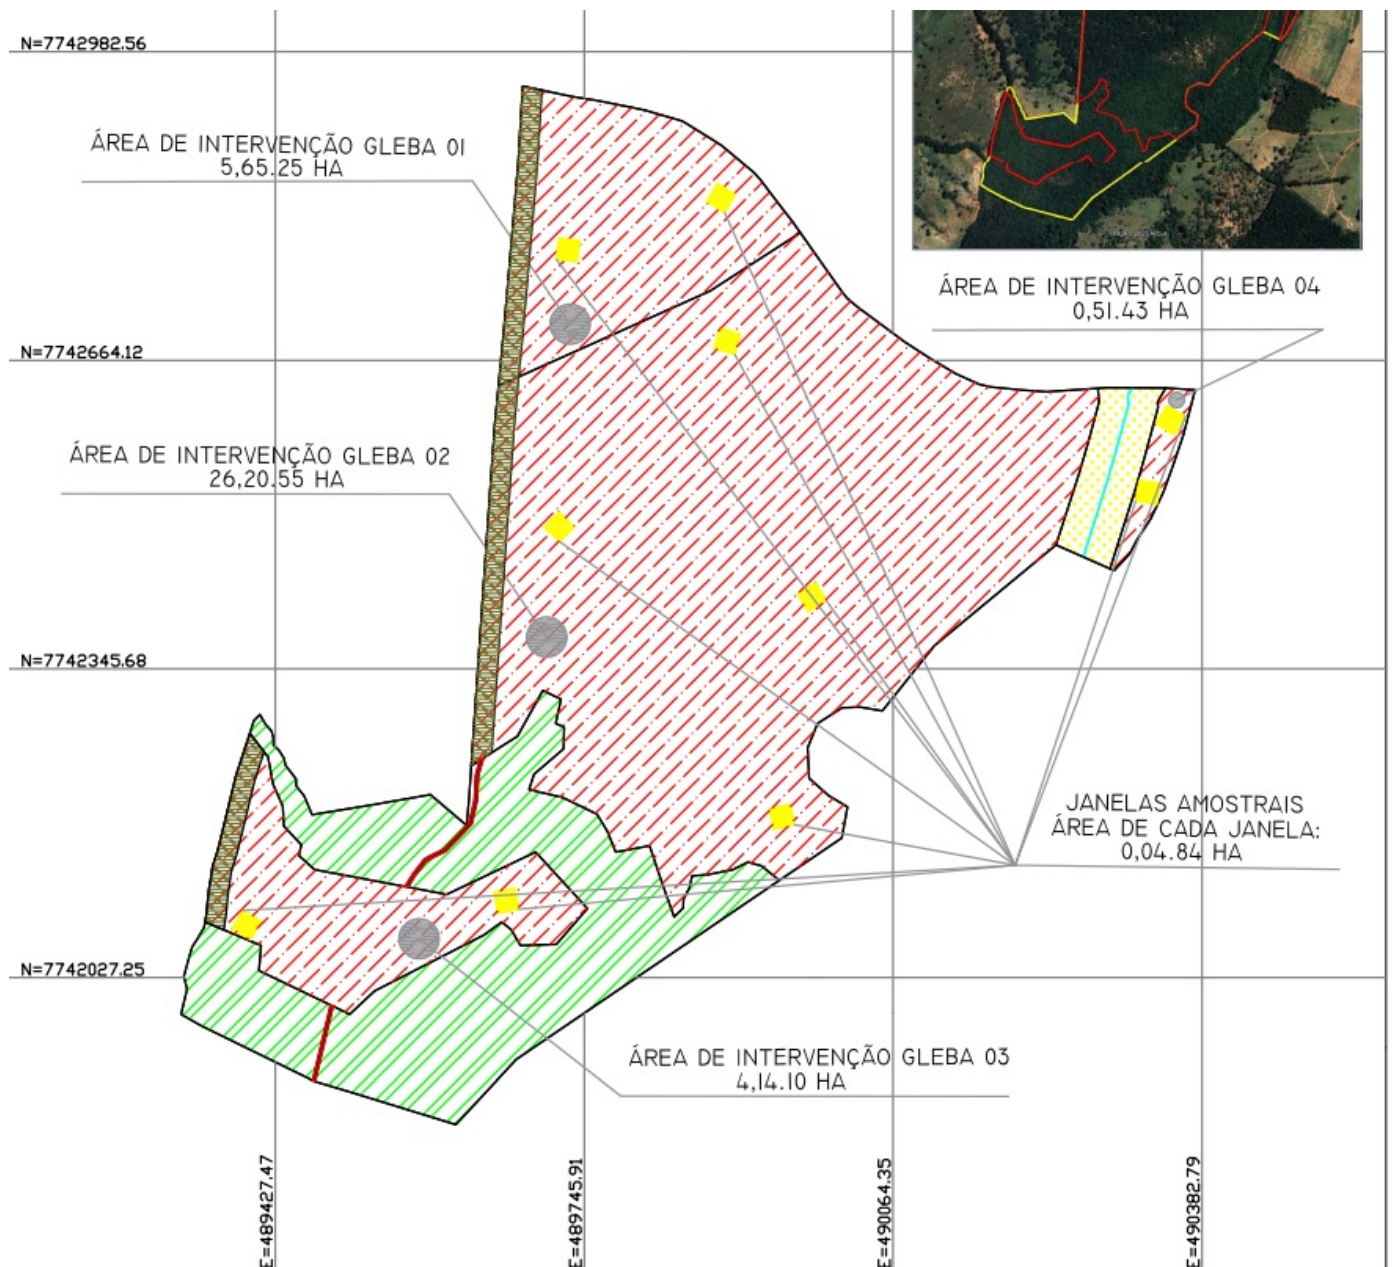 N=7742982.56
ÁREA DE INTERVENÇÃO GLEBA 01
5,65.25 HA
ÁREA DE INTERVENÇÃO GLEBA 04
0,51.43 HA
N=7742664.12
ÁREA DE INTERVENÇÃO GLEBA 02
26,20.55 HA
N=7742345.68
JANELAS AMOSTRAIS
ÁREA DE CADA JANELA:
0,04.84 HA
N=7742027.25
ÁREA DE INTERVENÇÃO GLEBA 03
4,14.10 HA
E=489427.47
E=489745.91
E=490064.35
E=490382.79